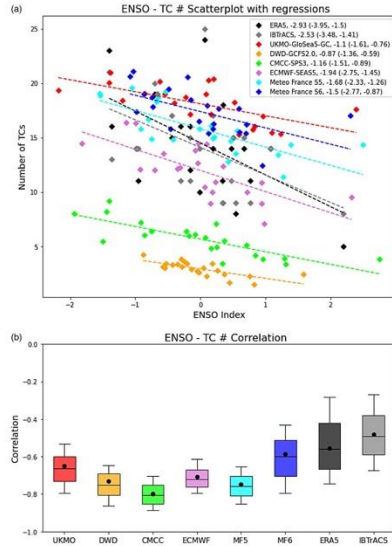 (a)
ENSO - TC # Scatterplot with regressions
ERA5, -2.93 (-3.95, -1.5)
IBTrACS, -2.53 (-3.48, -1.41)
UKMO-GloSea5-GC, -1.1 (-1.61, -0.76)
DWD-GCFS2.0, -0.87 (-1.36, -0.59)
CMCC-SPS3, -1.16 (-1.51, -0.89)
ECMWF-SEAS5, -1.94 (-2.75, -1.45)
Meteo France S5, -1.68 (-2.33, -1.26)
Meteo France S6, -1.5 (-2.77, -0.87)
Number of TCs
25
20
15
10
5
-2
-1
0
1
2
ENSO Index
(b)
ENSO - TC # Correlation
Correlation
0.0
-0.2
-0.4
-0.6
-0.8
-1.0
UKMO
DWD
CMCC
ECMWF
MF5
MF6
ERA5
IBTrACS